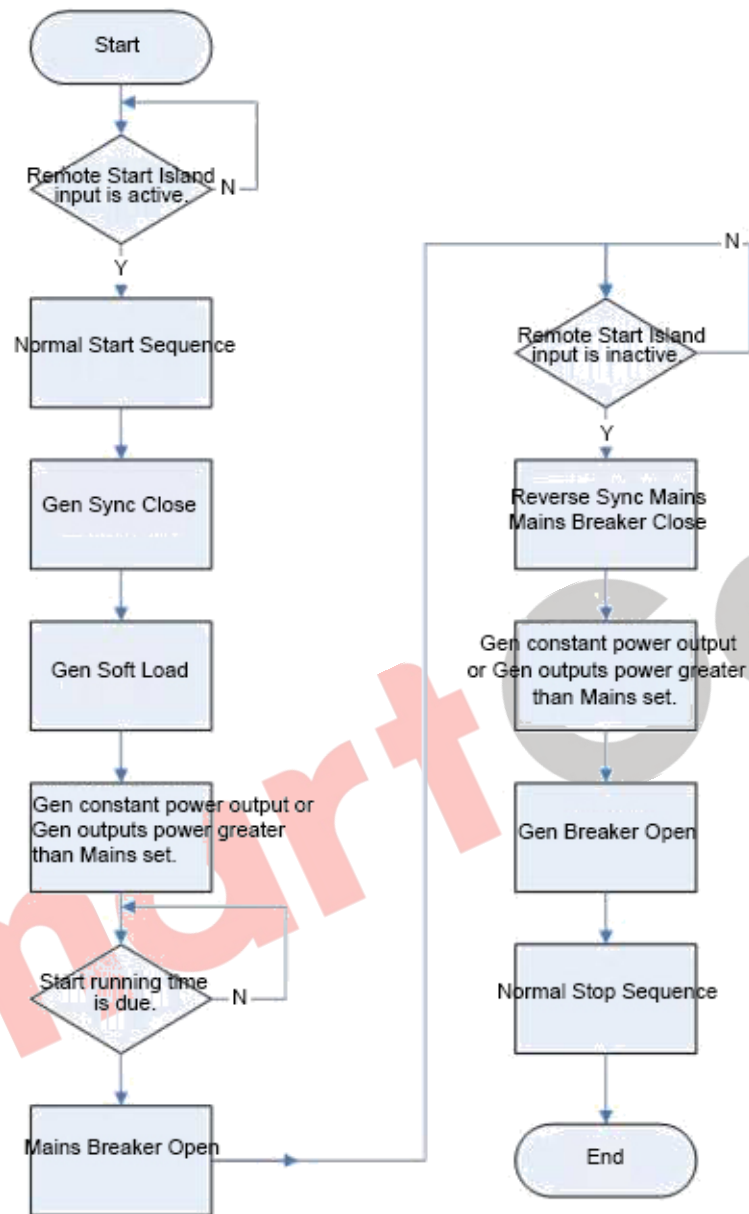 Start
Remote Start Island
input is active.
N
Y
Normal Start Sequence
Gen Sync Close
Gen Soft Load
Gen constant power output or
Gen outputs power greater
than Mains set.
Start running time
is due.
N
Mains Breaker Open
N
Remote Start Island
input is inactive.
Y
Reverse Sync Mains
Mains Breaker Close
Gen constant power output
or Gen outputs power greater
than Mains set.
Gen Breaker Open
Normal Stop Sequence
End